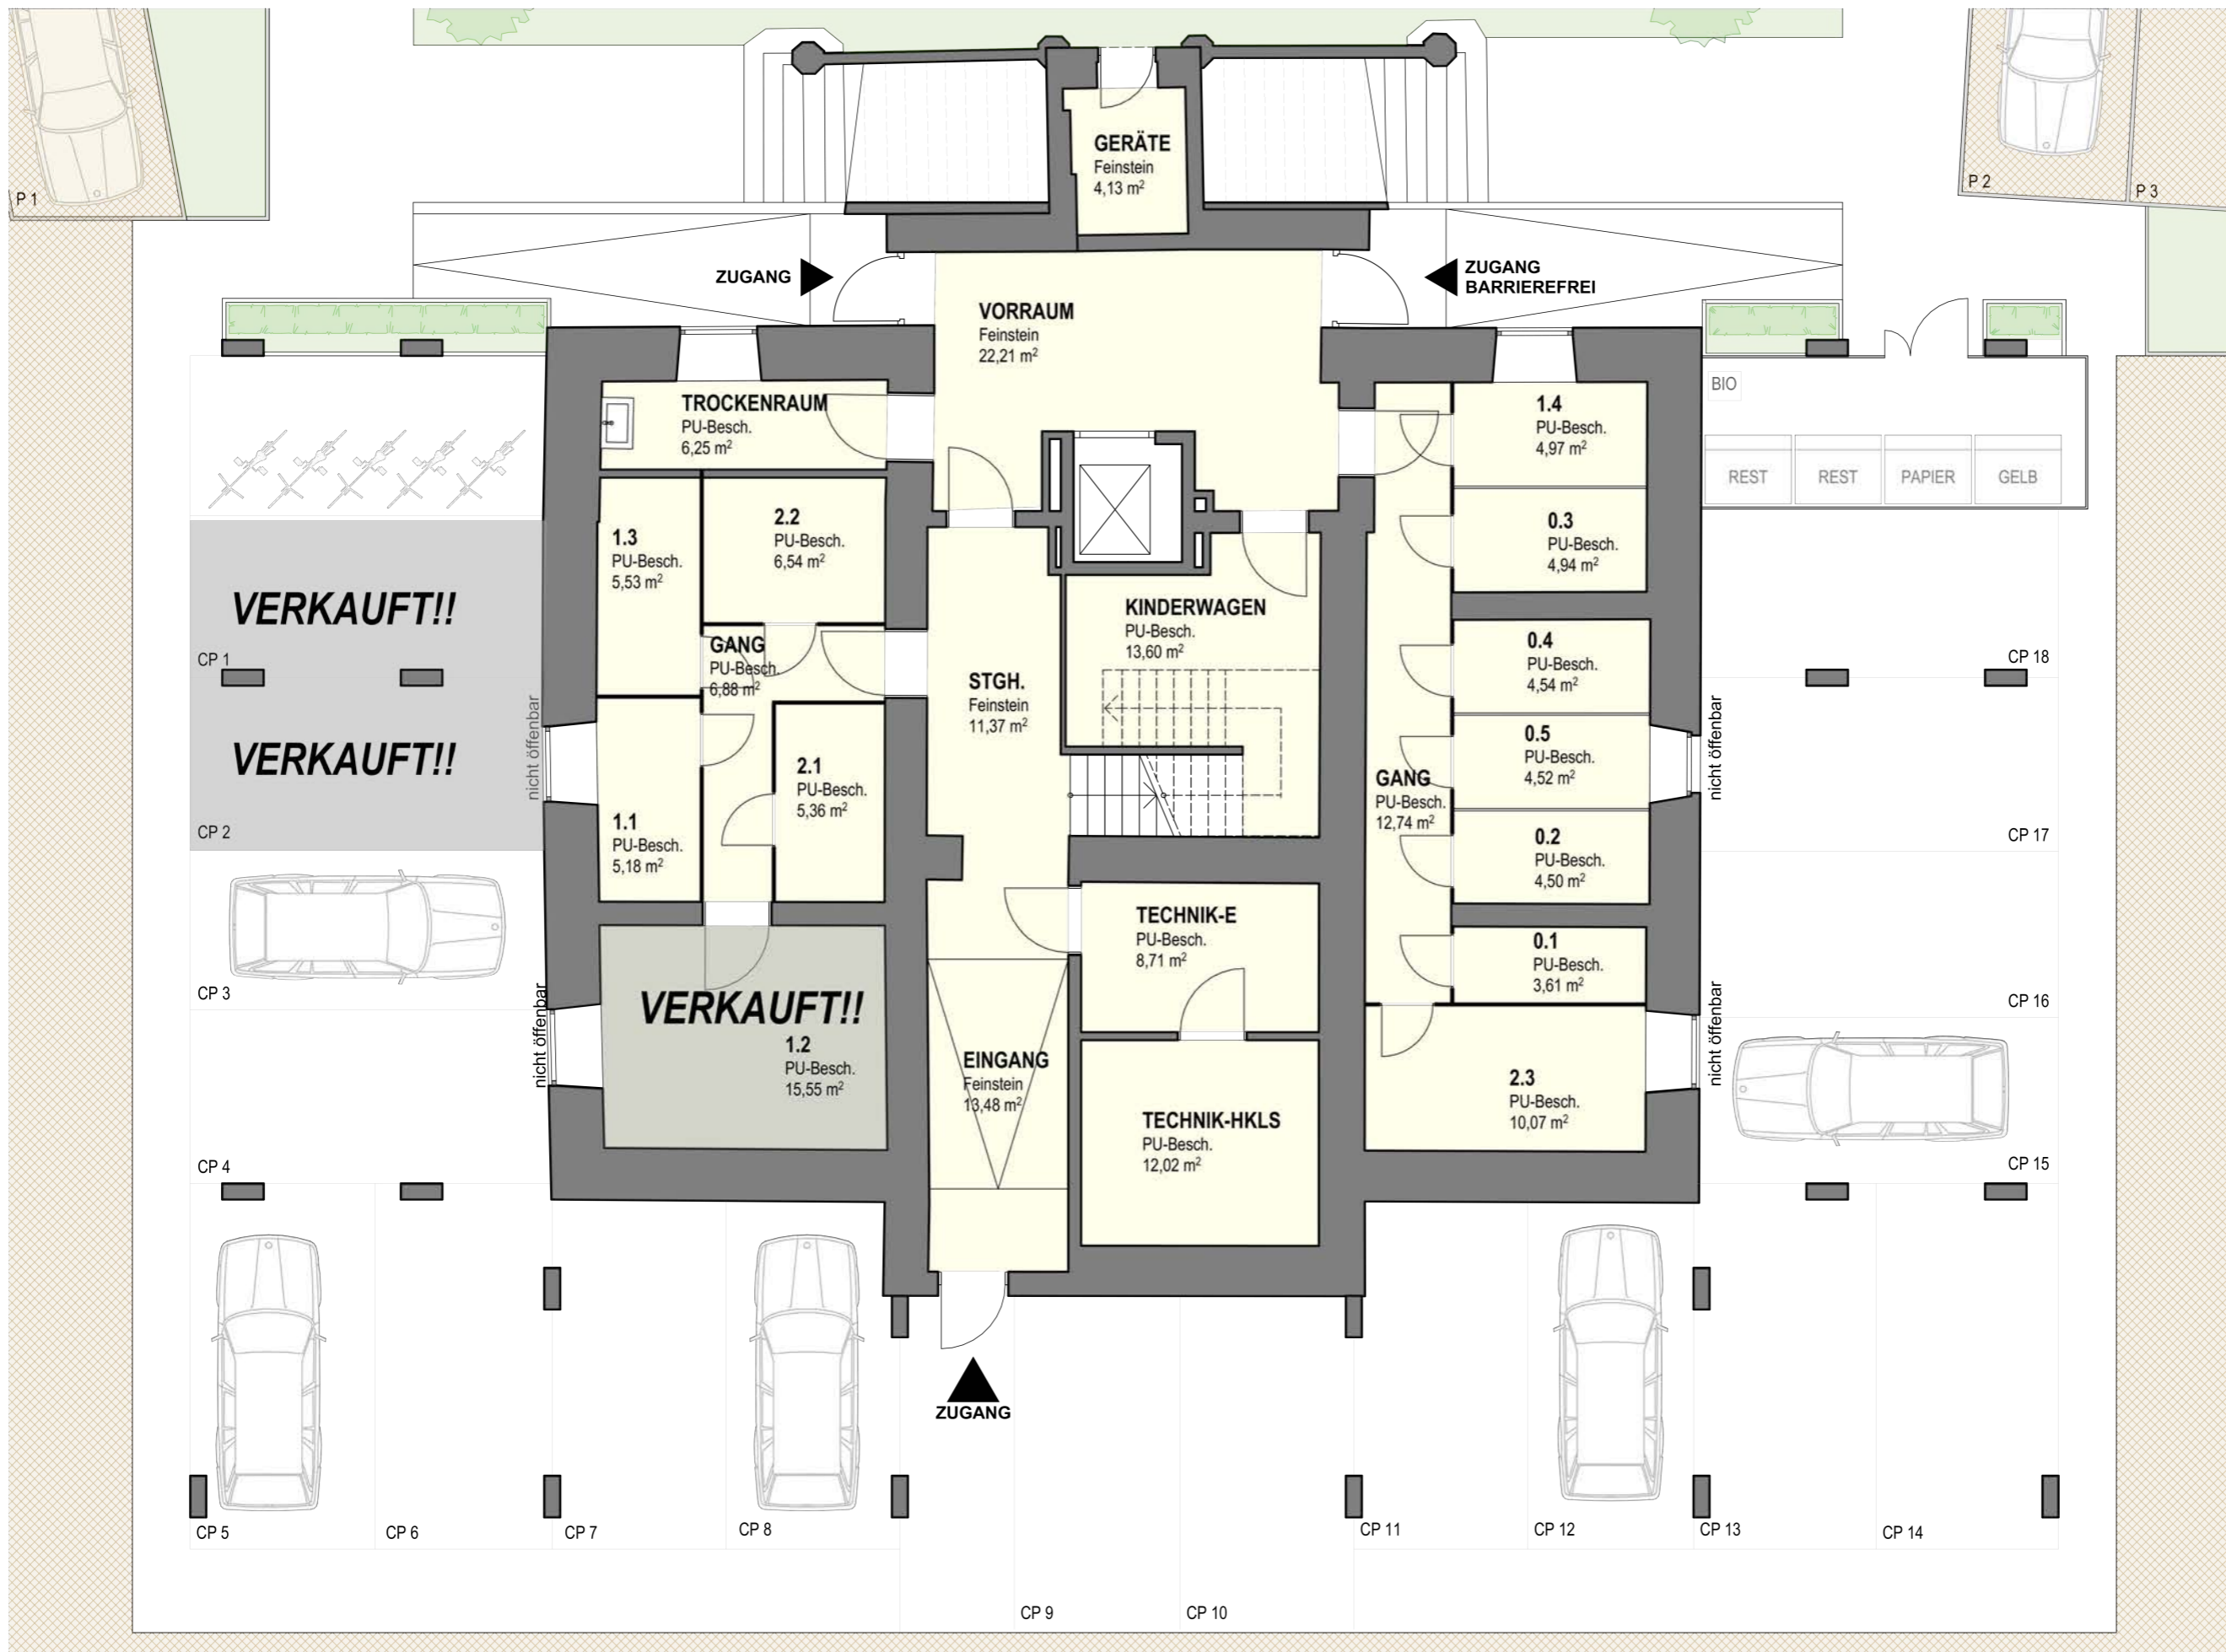 P 1
P 2
P 3
GERÄTE
Feinstein
4,13 m²
ZUGANG
ZUGANG
BARRIEREFREI
VORRAUM
Feinstein
22,21 m²
TROCKENRAUM
PU-Besch.
6,25 m²
1.4
PU-Besch.
4,97 m²
BIO
REST
REST
PAPIER
GELB
1.3
PU-Besch.
5,53 m²
2.2
PU-Besch.
6,54 m²
0.3
PU-Besch.
4,94 m²
VERKAUFT!!
CP 1
GANG
PU-Besch.
6,88 m²
STGH.
Feinstein
11,37 m²
KINDERWAGEN
PU-Besch.
13,60 m²
0.4
PU-Besch.
4,54 m²
CP 18
VERKAUFT!!
CP 2
nicht öffenbar
1.1
PU-Besch.
5,18 m²
2.1
PU-Besch.
5,36 m²
GANG
PU-Besch.
12,74 m²
0.5
PU-Besch.
4,52 m²
nicht öffenbar
CP 17
0.2
PU-Besch.
4,50 m²
CP 3
TECHNIK-E
PU-Besch.
8,71 m²
0.1
PU-Besch.
3,61 m²
CP 16
nicht öffenbar
VERKAUFT!!
1.2
PU-Besch.
15,55 m²
EINGANG
Feinstein
13,48 m²
TECHNIK-HKLS
PU-Besch.
12,02 m²
2.3
PU-Besch.
10,07 m²
nicht öffenbar
CP 4
CP 15
ZUGANG
CP 5
CP 6
CP 7
CP 8
CP 9
CP 10
CP 11
CP 12
CP 13
CP 14